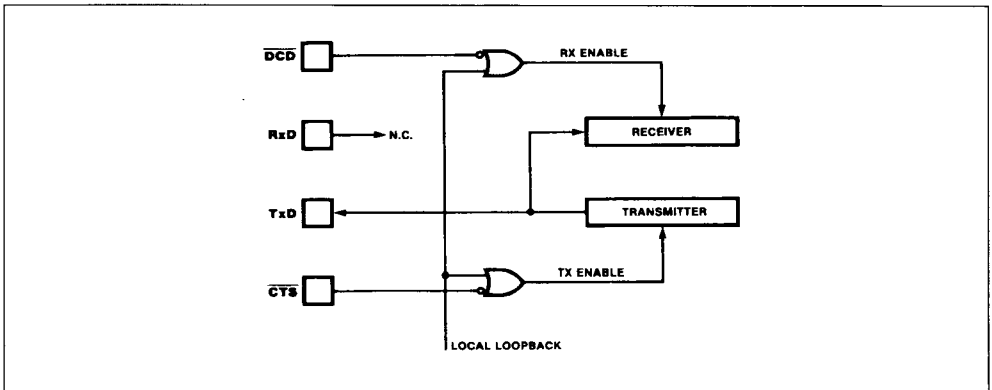 DCD
RX ENABLE
RxD
N.C.
RECEIVER
TxD
TRANSMITTER
CTS
TX ENABLE
LOCAL LOOPBACK